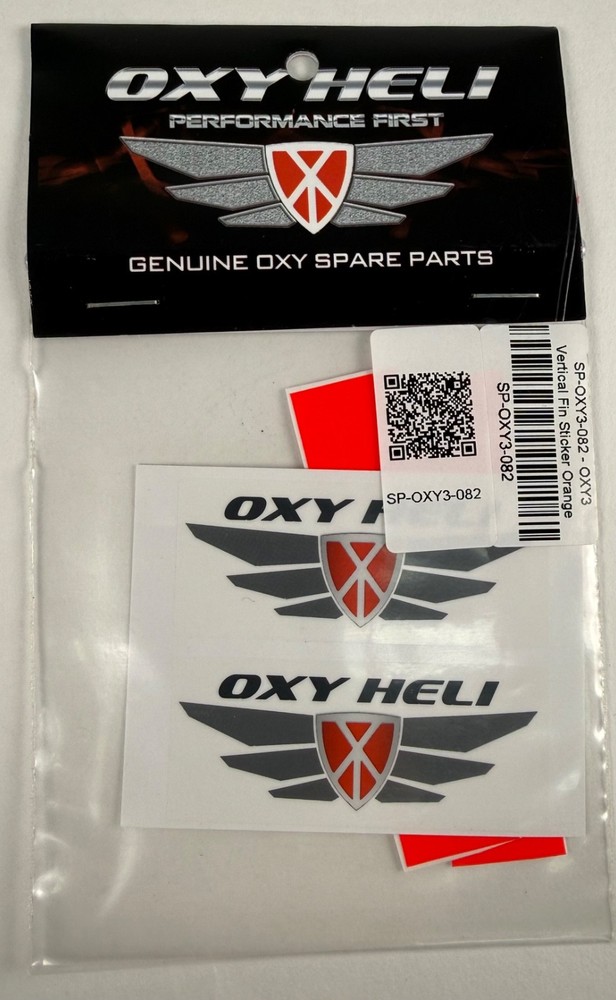 OXY HELI
PERFORMANCE FIRST
GENUINE OXY SPARE PARTS
SP-OXY3-082 - OXY3
Vertical Fin Sticker Orange
SP-OXY3-082
SP-OXY3-082
OXY
OXY HELI